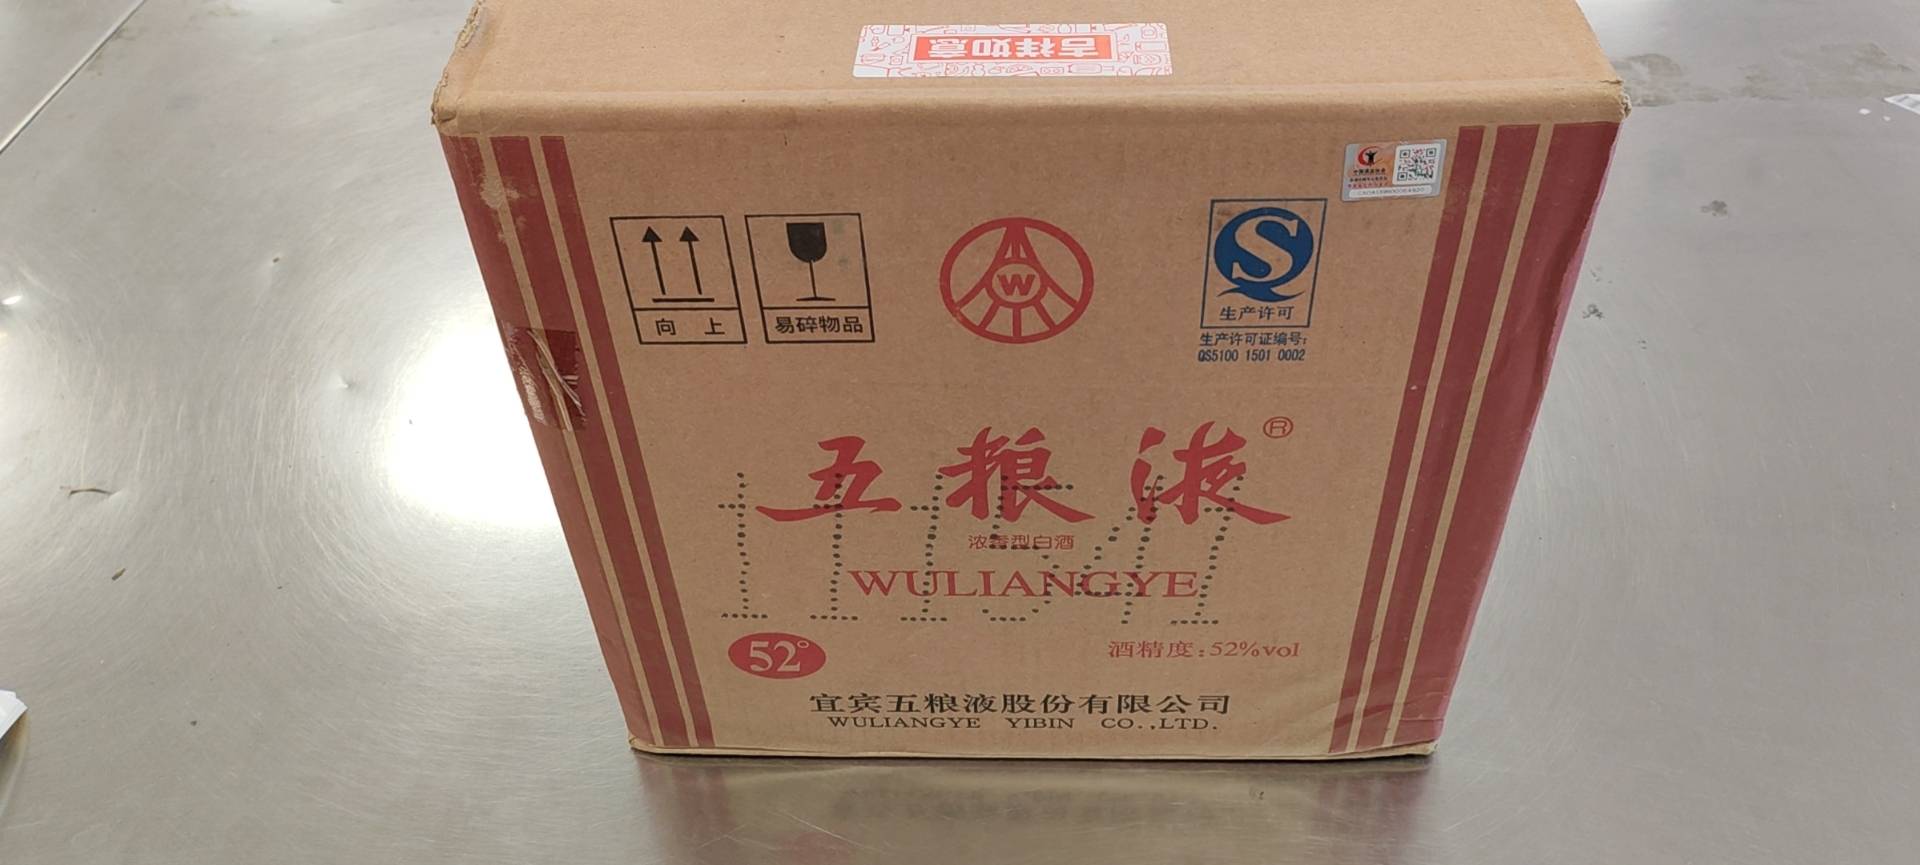 吉祥如意
向 上
易碎物品
W
S
生产许可
生产许可证编号:
QS5100 1501 0002
五粮液®
浓香型白酒
WULIANGYE
52°
酒精度:52%vol
宜宾五粮液股份有限公司
WULIANGYE YIBIN CO.,LTD.